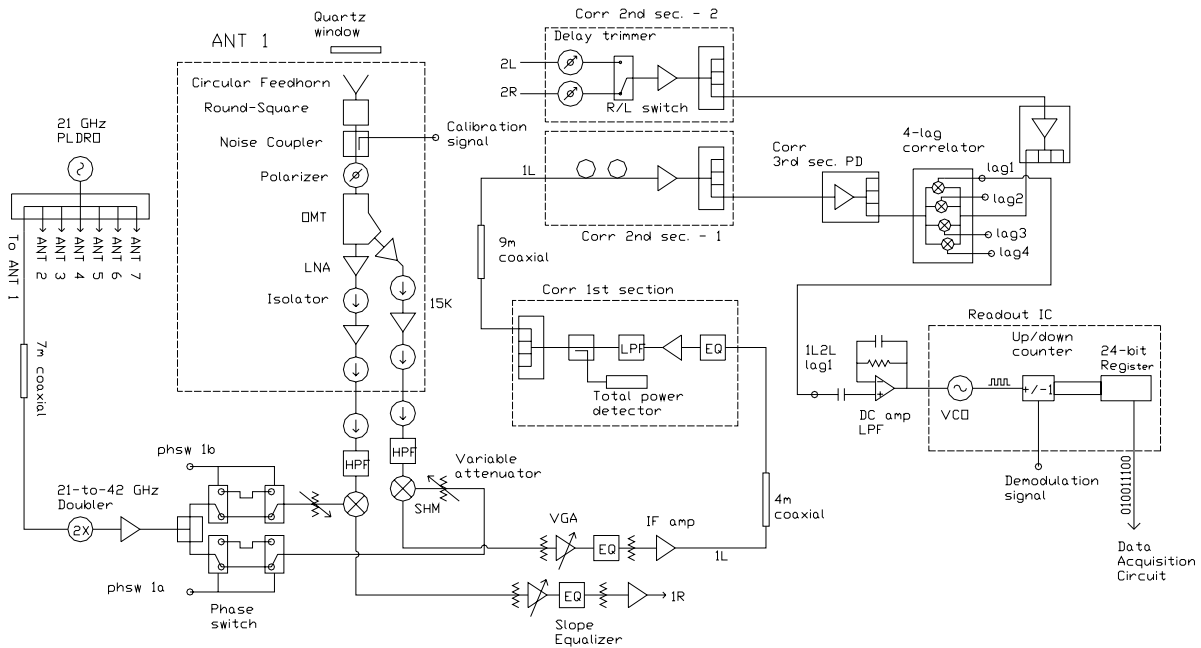 Quartz
window
ANT 1
Circular Feedhorn
Round-Square
Noise Coupler
Calibration
signal
Polarizer
OMT
LNA
Isolator
15K
21 GHz
PLDRO
To ANT 1
ANT 2
ANT 3
ANT 4
ANT 5
ANT 6
ANT 7
7m coaxial
phsw 1b
21-to-42 GHz
Doubler
2X
phsw 1a
Phase
switch
HPF
HPF
Variable
attenuator
SHM
VGA
EQ
IF amp
1L
EQ
1R
Slope
Equalizer
4m
coaxial
Corr 1st section
LPF
EQ
Total power
detector
9m
coaxial
Corr 2nd sec. - 2
Delay trimmer
2L
2R
R/L switch
1L
Corr 2nd sec. - 1
Corr
3rd sec. PD
4-lag
correlator
lag1
lag2
lag3
lag4
1L2L
lag1
DC amp
LPF
Readout IC
Up/down
counter
24-bit
Register
VCO
+/-1
Demodulation
signal
010011100
Data
Acquisition
Circuit